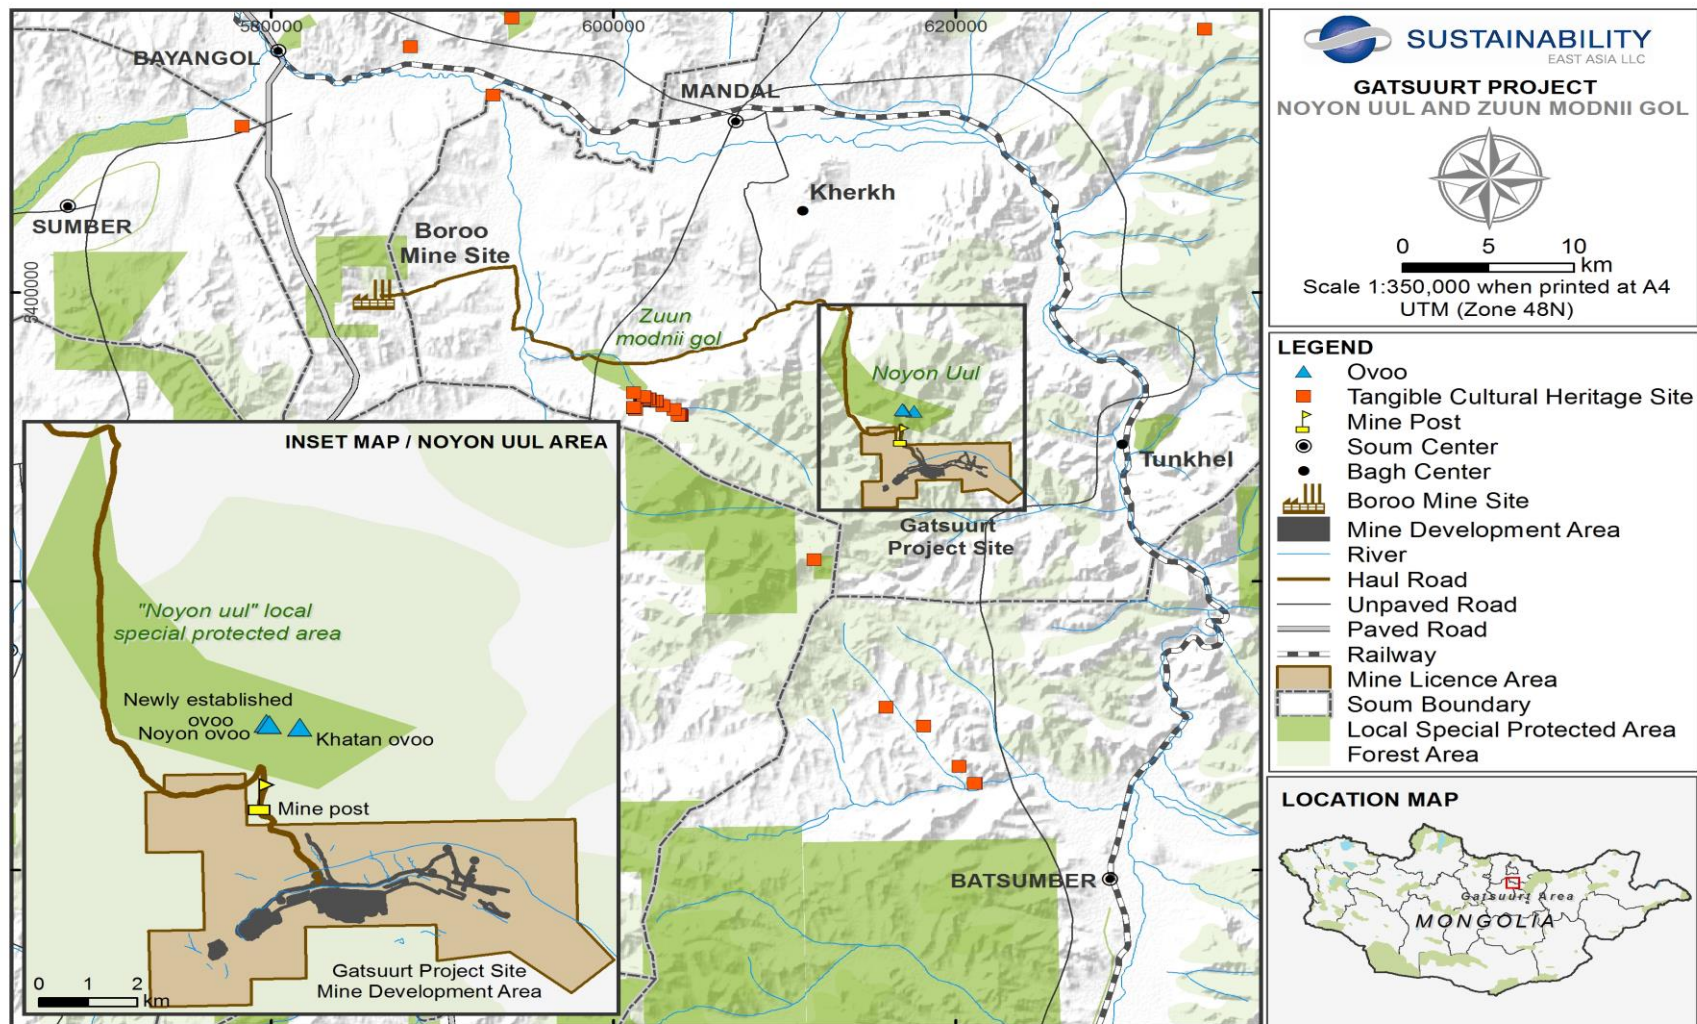 580000
600000
620000
5400000
BAYANGOL
MANDAL
SUMBER
Kherkh
Boroo
Mine Site
Zuun
modnii gol
Noyon Uul
Tunkhel
Gatsuurt
Project Site
BATSUMBER
INSET MAP / NOYON UUL AREA
"Noyon uul" local
special protected area
Newly established
ovoo
Noyon ovoo
Khatan ovoo
Mine post
Gatsuurt Project Site
Mine Development Area
0 1 2
km
SUSTAINABILITY
EAST ASIA LLC
GATSUURT PROJECT
NOYON UUL AND ZUUN MODNII GOL
0 5 10
km
Scale 1:350,000 when printed at A4
UTM (Zone 48N)
LEGEND
Ovoo
Tangible Cultural Heritage Site
Mine Post
Soum Center
Bagh Center
Boroo Mine Site
Mine Development Area
River
Haul Road
Unpaved Road
Paved Road
Railway
Mine Licence Area
Soum Boundary
Local Special Protected Area
Forest Area
LOCATION MAP
Gatsuurt Area
MONGOLIA